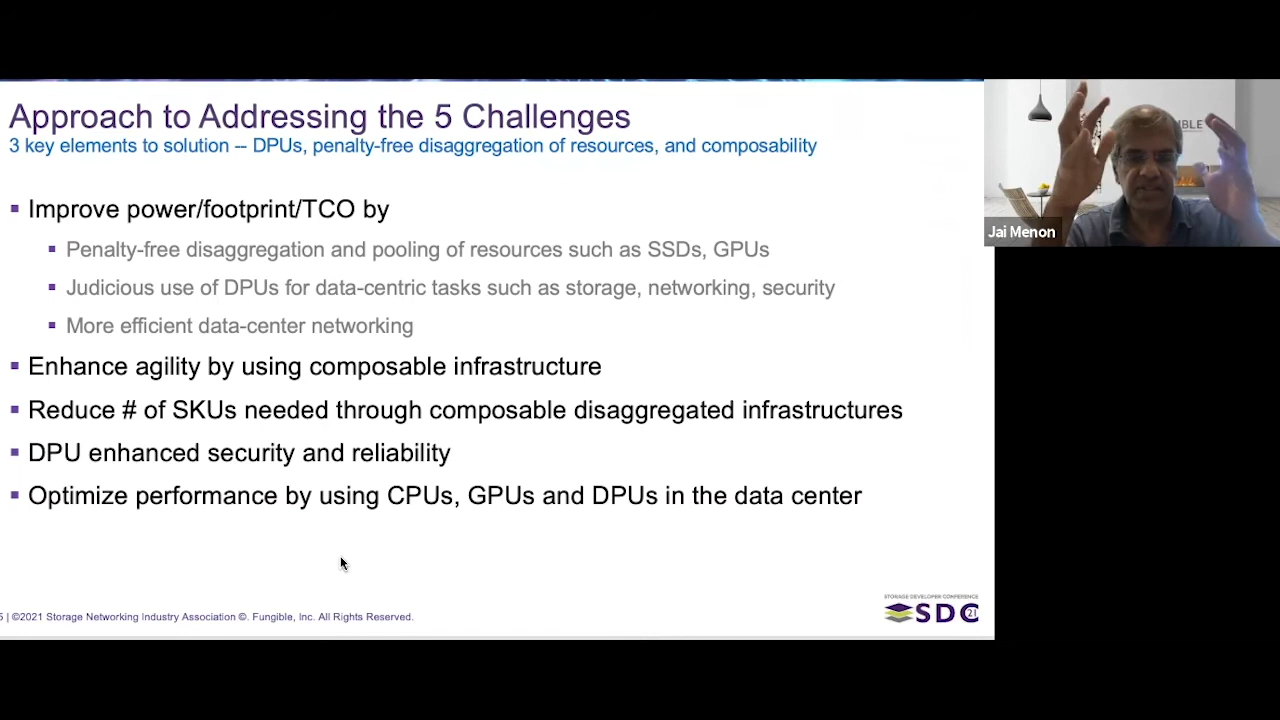 Approach to Addressing the 5 Challenges
3 key elements to solution -- DPUs, penalty-free disaggregation of resources, and composability
Improve power/footprint/TCO by
Penalty-free disaggregation and pooling of resources such as SSDs, GPUs
Judicious use of DPUs for data-centric tasks such as storage, networking, security
More efficient data-center networking
Enhance agility by using composable infrastructure
Reduce # of SKUs needed through composable disaggregated infrastructures
DPU enhanced security and reliability
Optimize performance by using CPUs, GPUs and DPUs in the data center
5 | ©2021 Storage Networking Industry Association ©. Fungible, Inc. All Rights Reserved.
STORAGE DEVELOPER CONFERENCE
SDC 21
Jai Menon